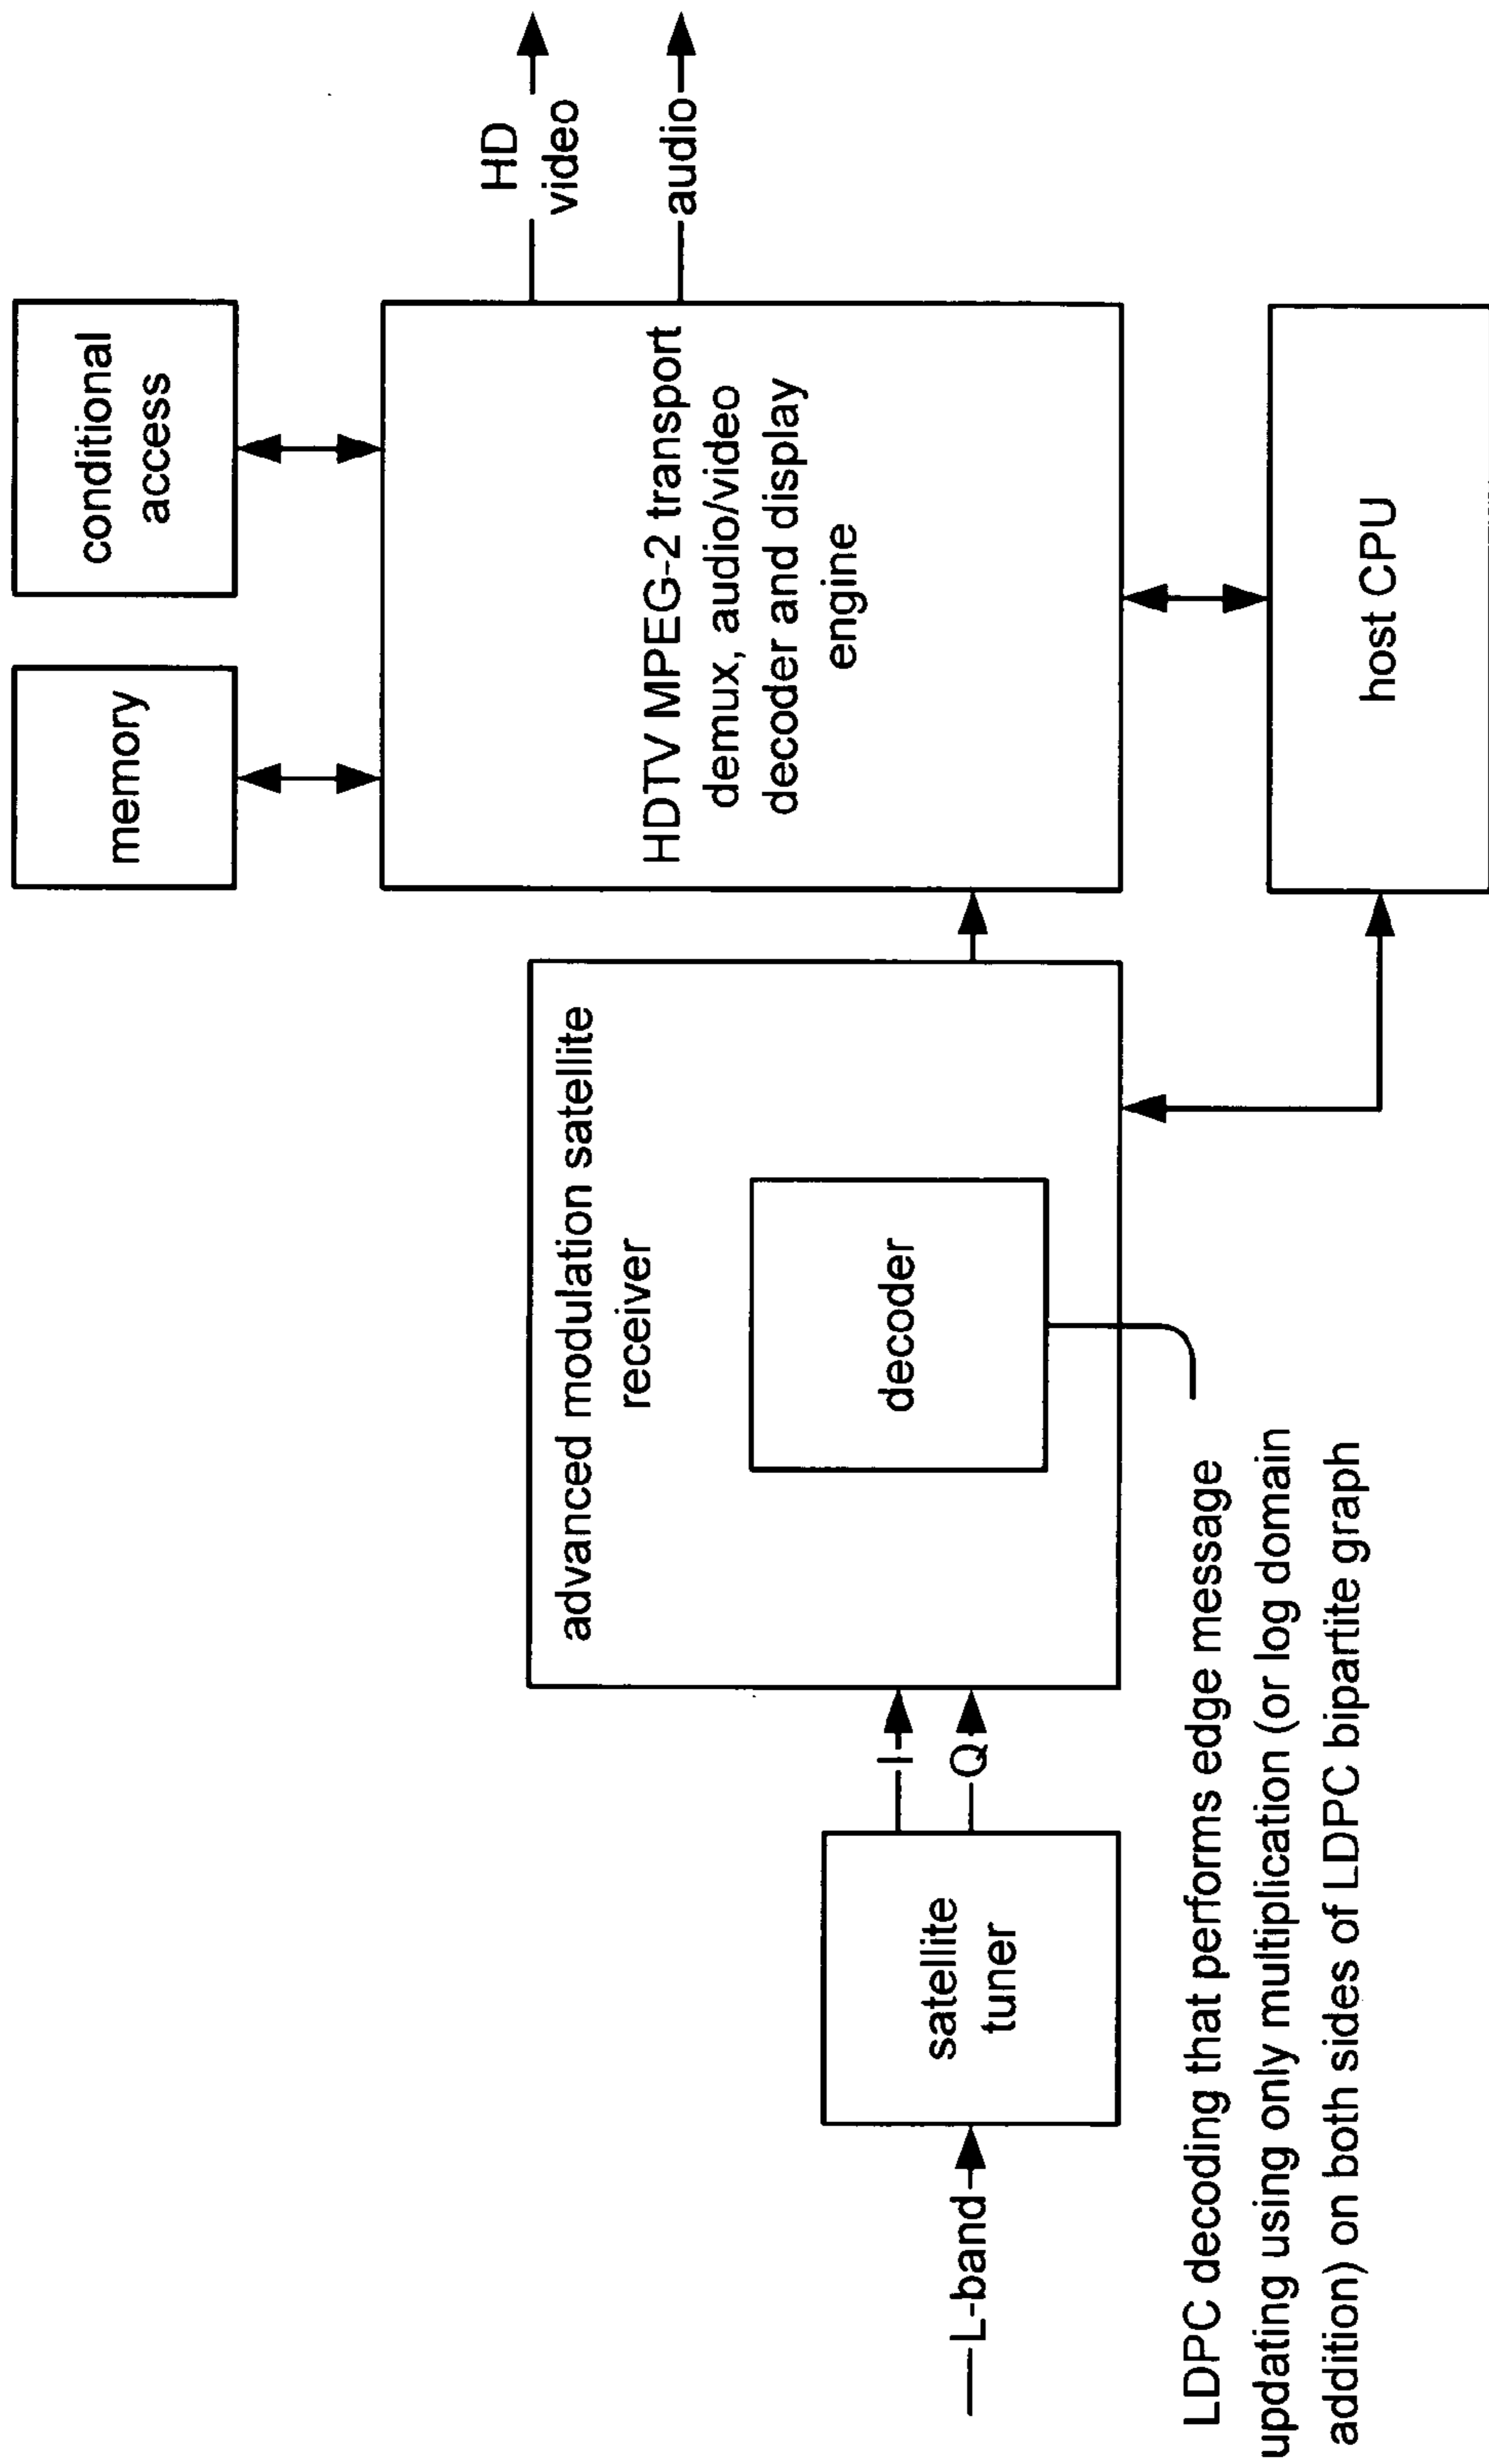 L-band
satellite
tuner
I
Q
advanced modulation satellite
receiver
decoder
LDPC decoding that performs edge message
updating using only multiplication (or log domain
addition) on both sides of LDPC bipartite graph
memory
conditional
access
HDTV MPEG-2 transport
demux, audio/video
decoder and display
engine
host CPU
HD
video
audio